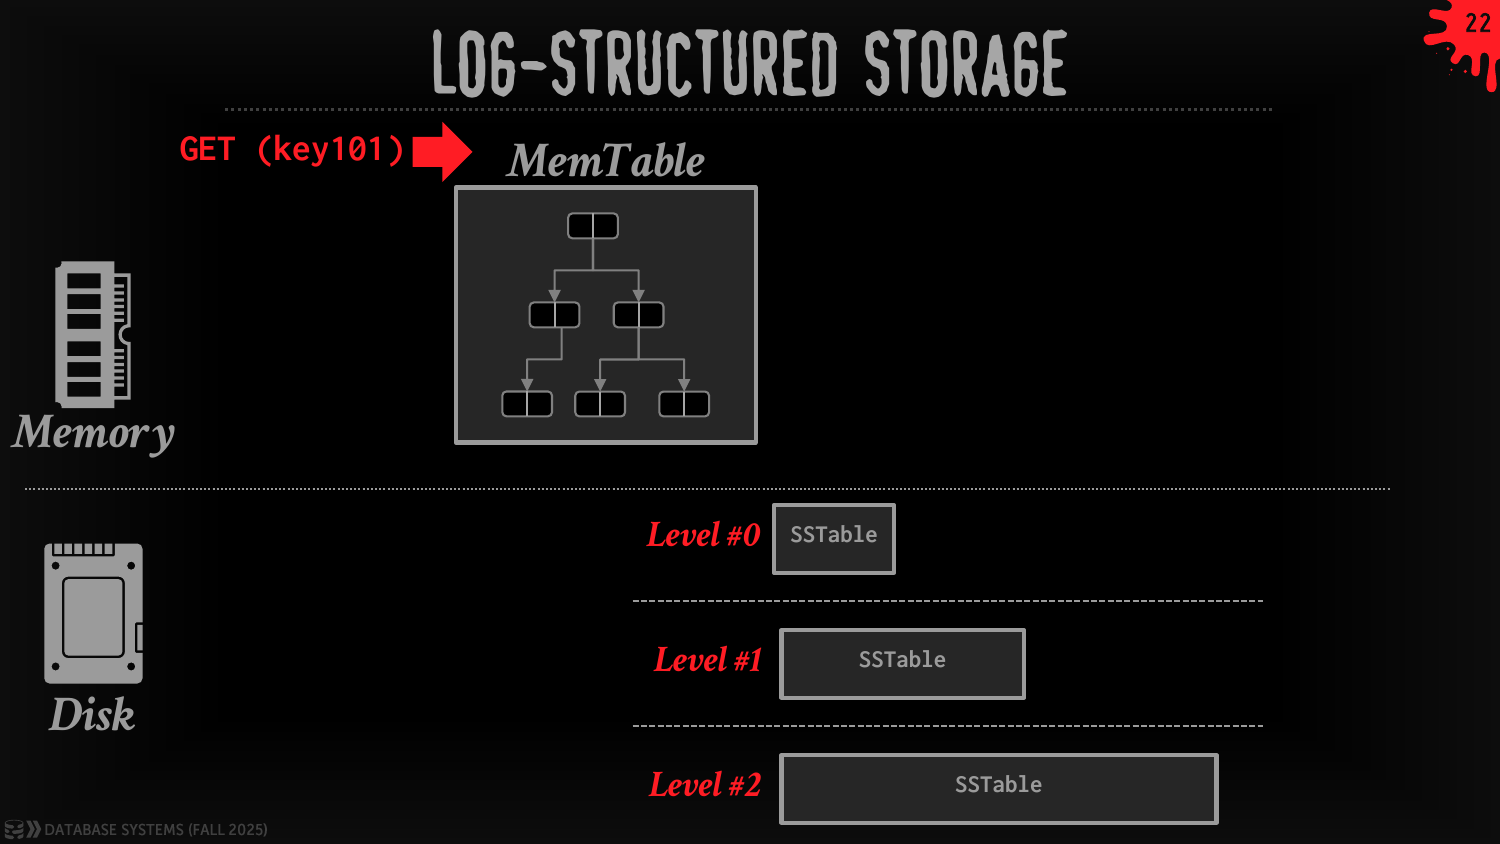 LOG-STRUCTURED STORAGE
22
GET (key101)
MemTable
Memory
Level #0
SSTable
Level #1
SSTable
Disk
Level #2
SSTable
DATABASE SYSTEMS (FALL 2025)